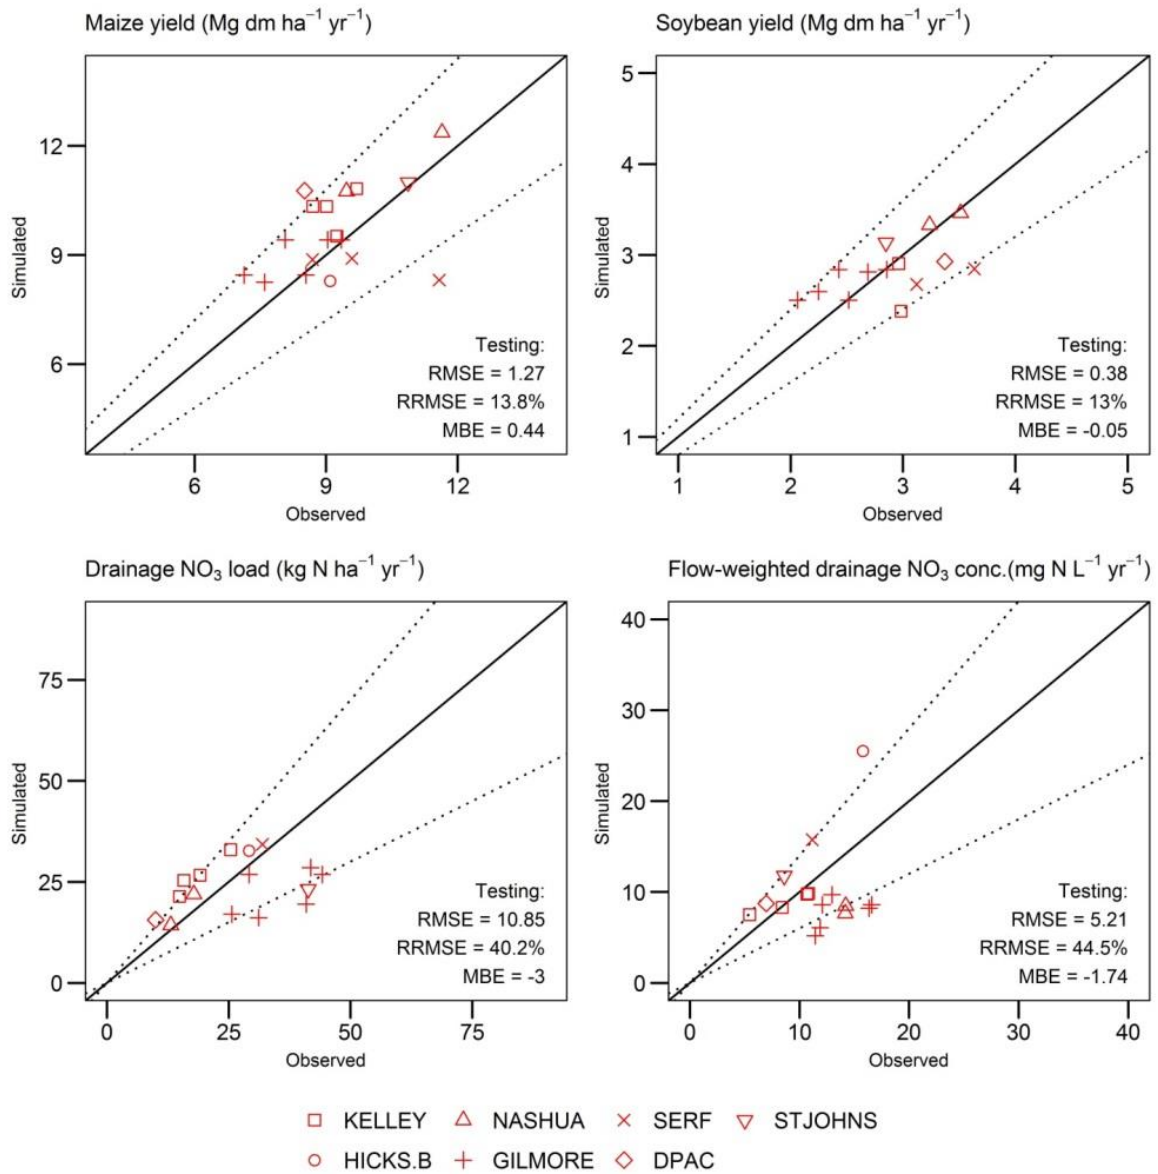 Maize yield (Mg dm ha⁻¹ yr⁻¹)
Simulated
12
9
6
Testing:
RMSE = 1.27
RRMSE = 13.8%
MBE = 0.44
6 9 12
Observed
Soybean yield (Mg dm ha⁻¹ yr⁻¹)
Simulated
5
4
3
2
1
Testing:
RMSE = 0.38
RRMSE = 13%
MBE = -0.05
1 2 3 4 5
Observed
Drainage NO₃ load (kg N ha⁻¹ yr⁻¹)
Simulated
75
50
25
0
Testing:
RMSE = 10.85
RRMSE = 40.2%
MBE = -3
0 25 50 75
Observed
Flow-weighted drainage NO₃ conc.(mg N L⁻¹ yr⁻¹)
Simulated
40
30
20
10
0
Testing:
RMSE = 5.21
RRMSE = 44.5%
MBE = -1.74
0 10 20 30 40
Observed
KELLEY NASHUA SERF STJOHNS
HICKS.B GILMORE DPAC